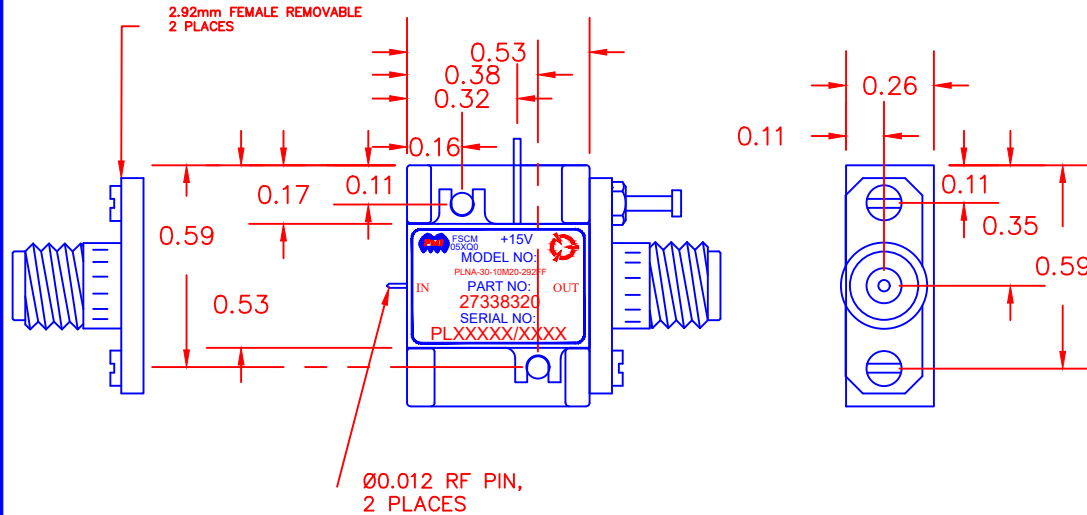 2.92mm FEMALE REMOVABLE
2 PLACES
0.53
0.38
0.32
0.16
0.11
0.17
0.59
0.53
PMI
FSCM
05XQ0
+15V
MODEL NO:
PLNA-30-10M20-292FF
IN
PART NO:
OUT
27338320
SERIAL NO:
PLXXXXX/XXXX
Ø0.012 RF PIN,
2 PLACES
0.26
0.11
0.11
0.35
0.59